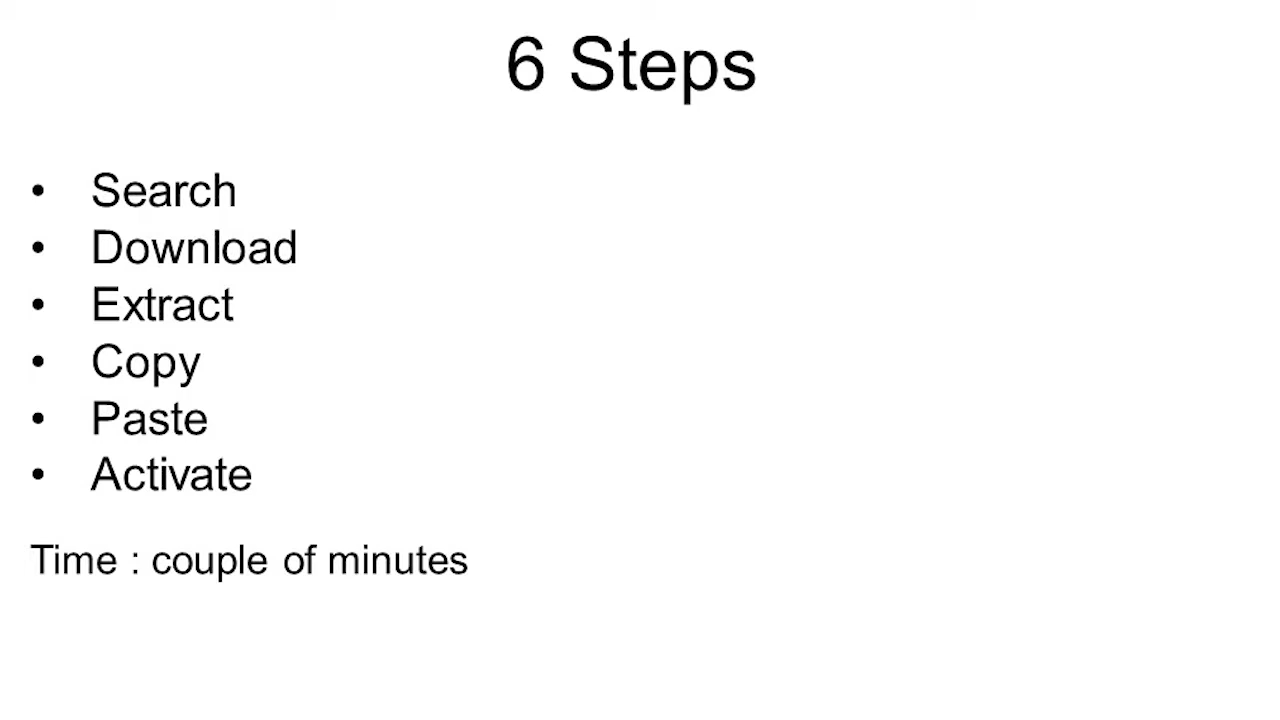 6 Steps
• Search
• Download
• Extract
• Copy
• Paste
• Activate
Time : couple of minutes